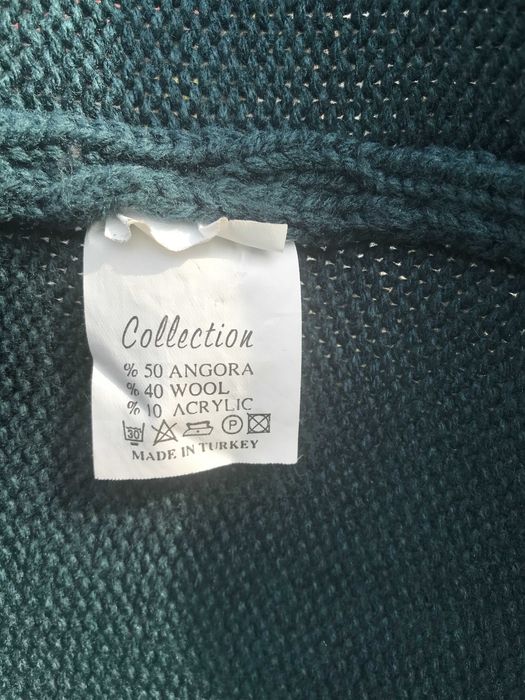 Collection
% 50 ANGORA
% 40 WOOL
% 10 ACRYLIC
30 P
MADE IN TURKEY